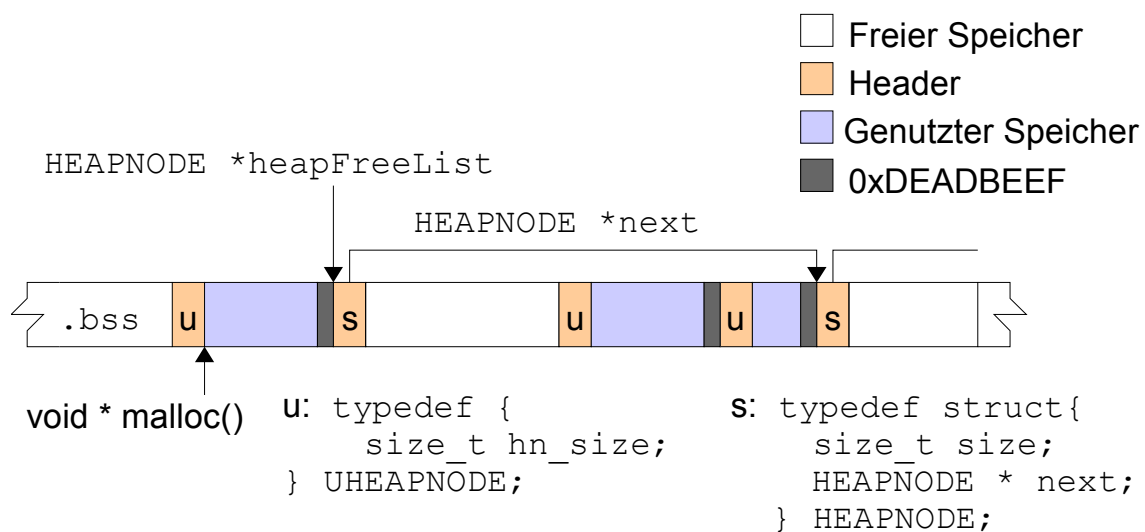 Freier Speicher
Header
Genutzter Speicher
0xDEADBEEF
HEAPNODE *heapFreeList
HEAPNODE *next
.bss u s u u s
void * malloc()
u: typedef {
size_t hn_size;
} UHEAPNODE;
s: typedef struct{
size_t size;
HEAPNODE * next;
} HEAPNODE;